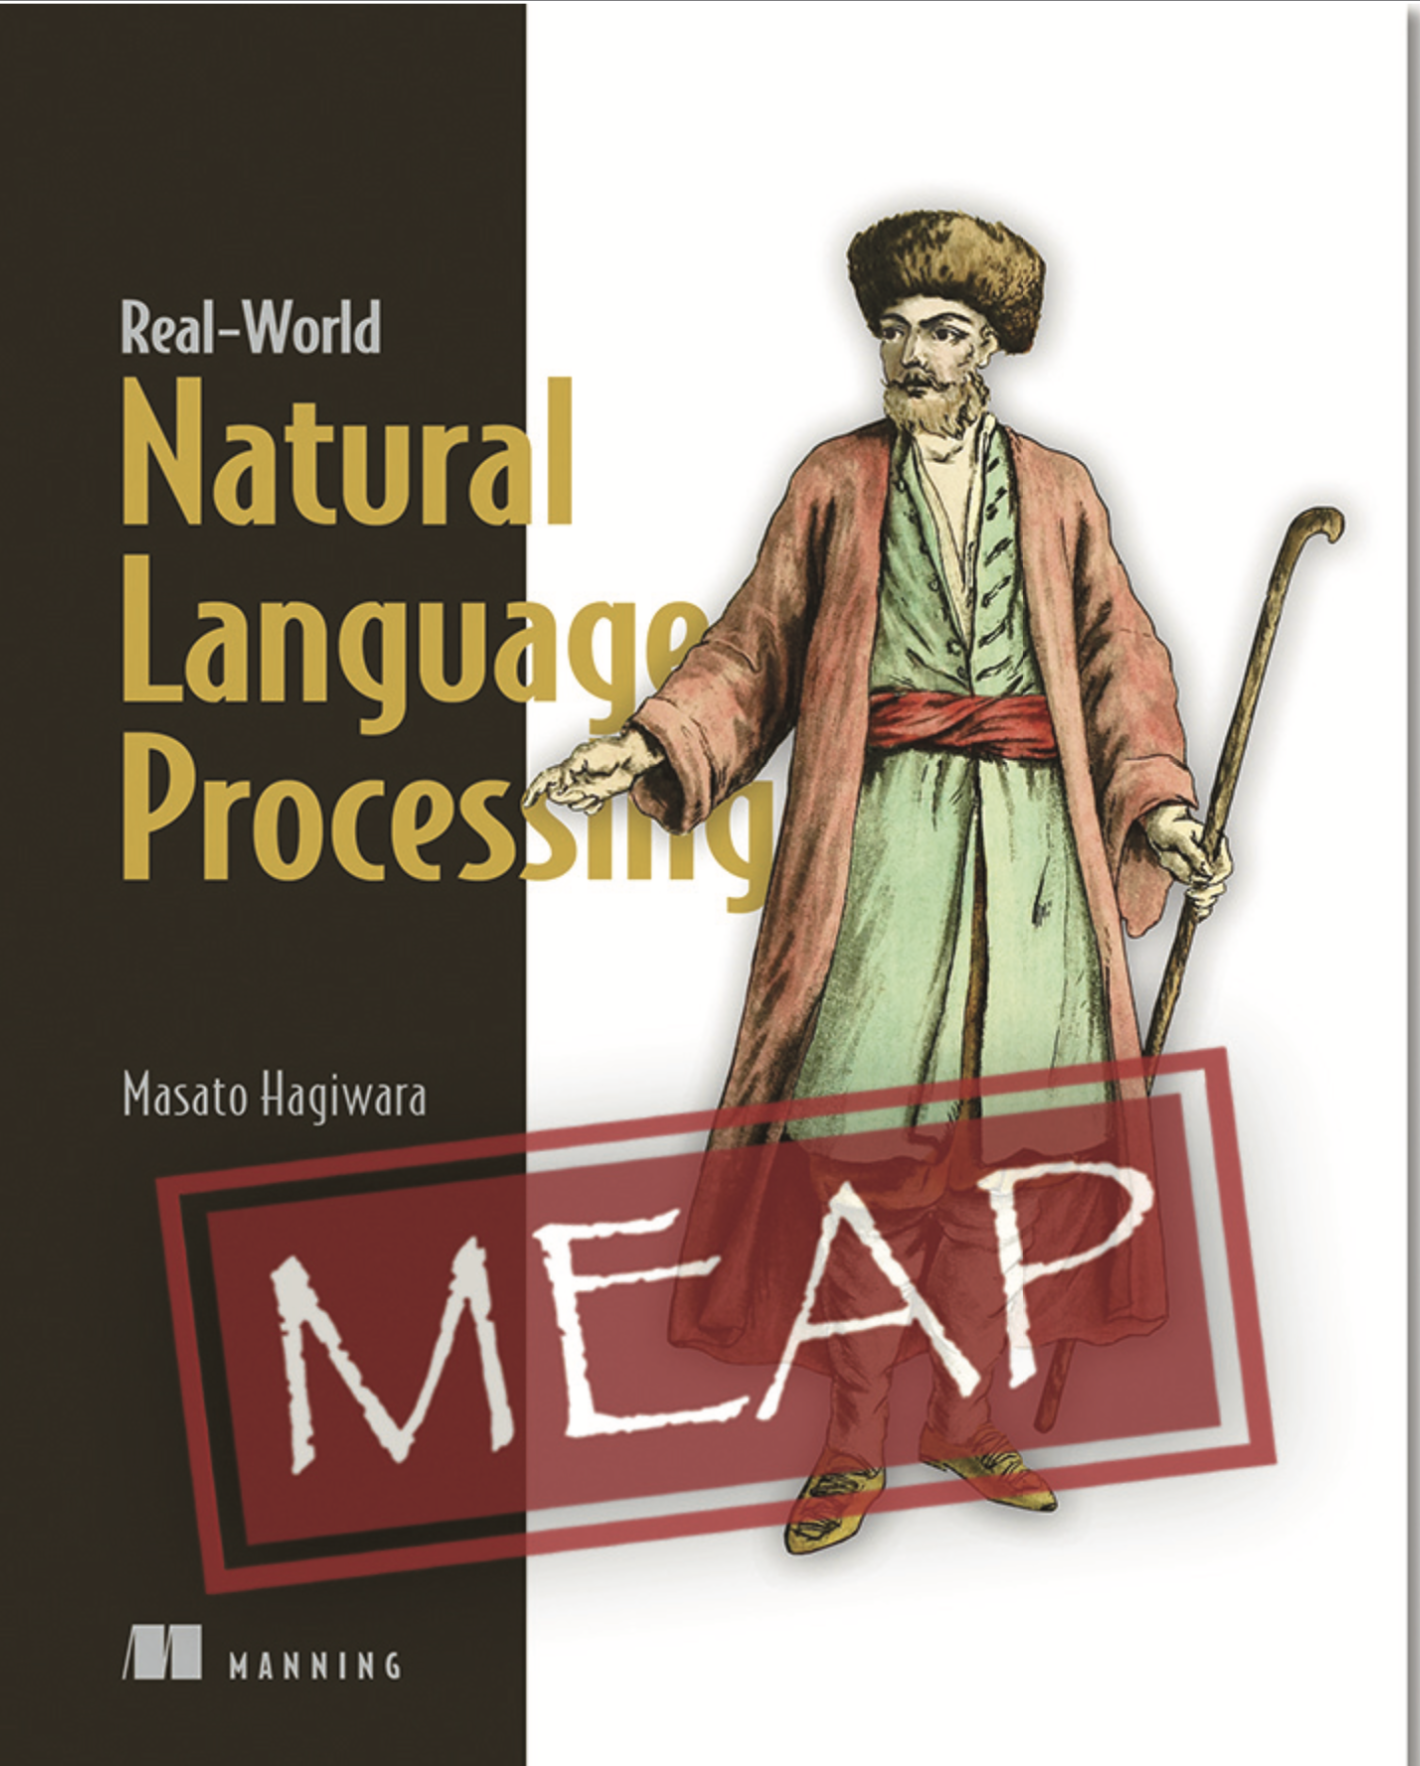 Real-World
Natural
Language
Processing
Masato Hagiwara
MEAP
MANNING